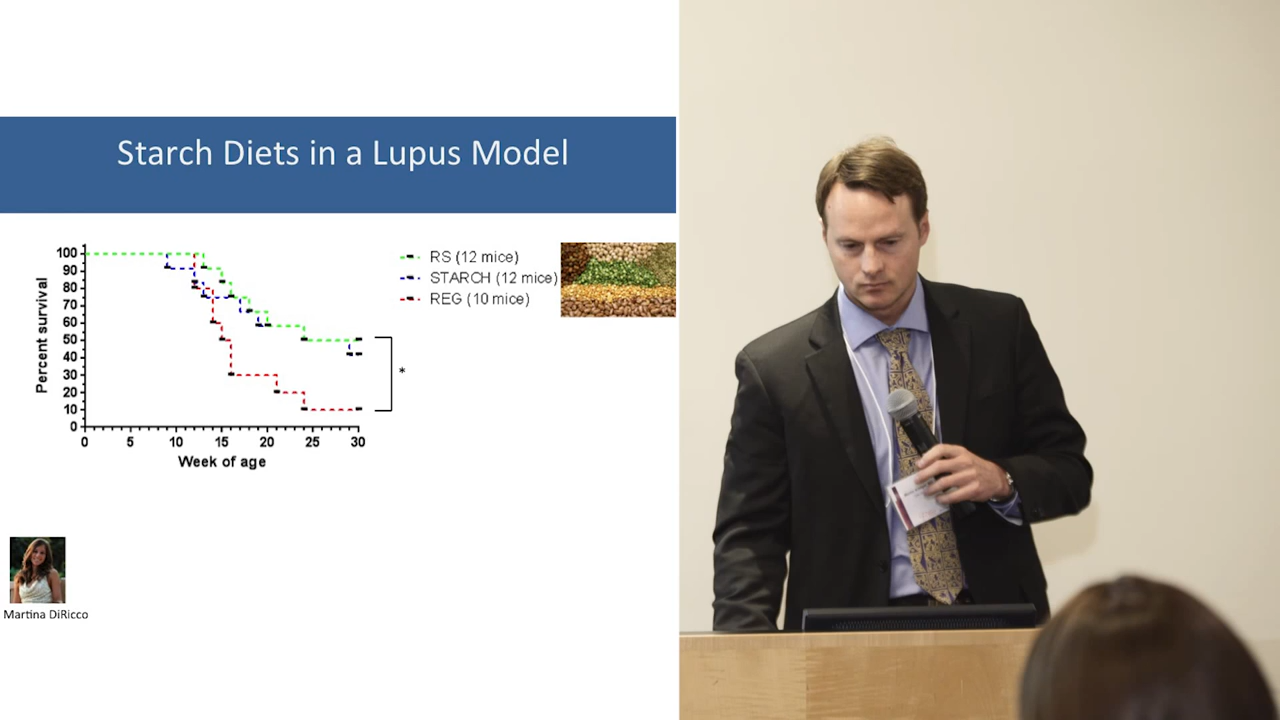 Starch Diets in a Lupus Model
RS (12 mice)
STARCH (12 mice)
REG (10 mice)
Percent survival
100
90
80
70
60
50
40
30
20
10
0
*
0 5 10 15 20 25 30
Week of age
Martina DiRicco